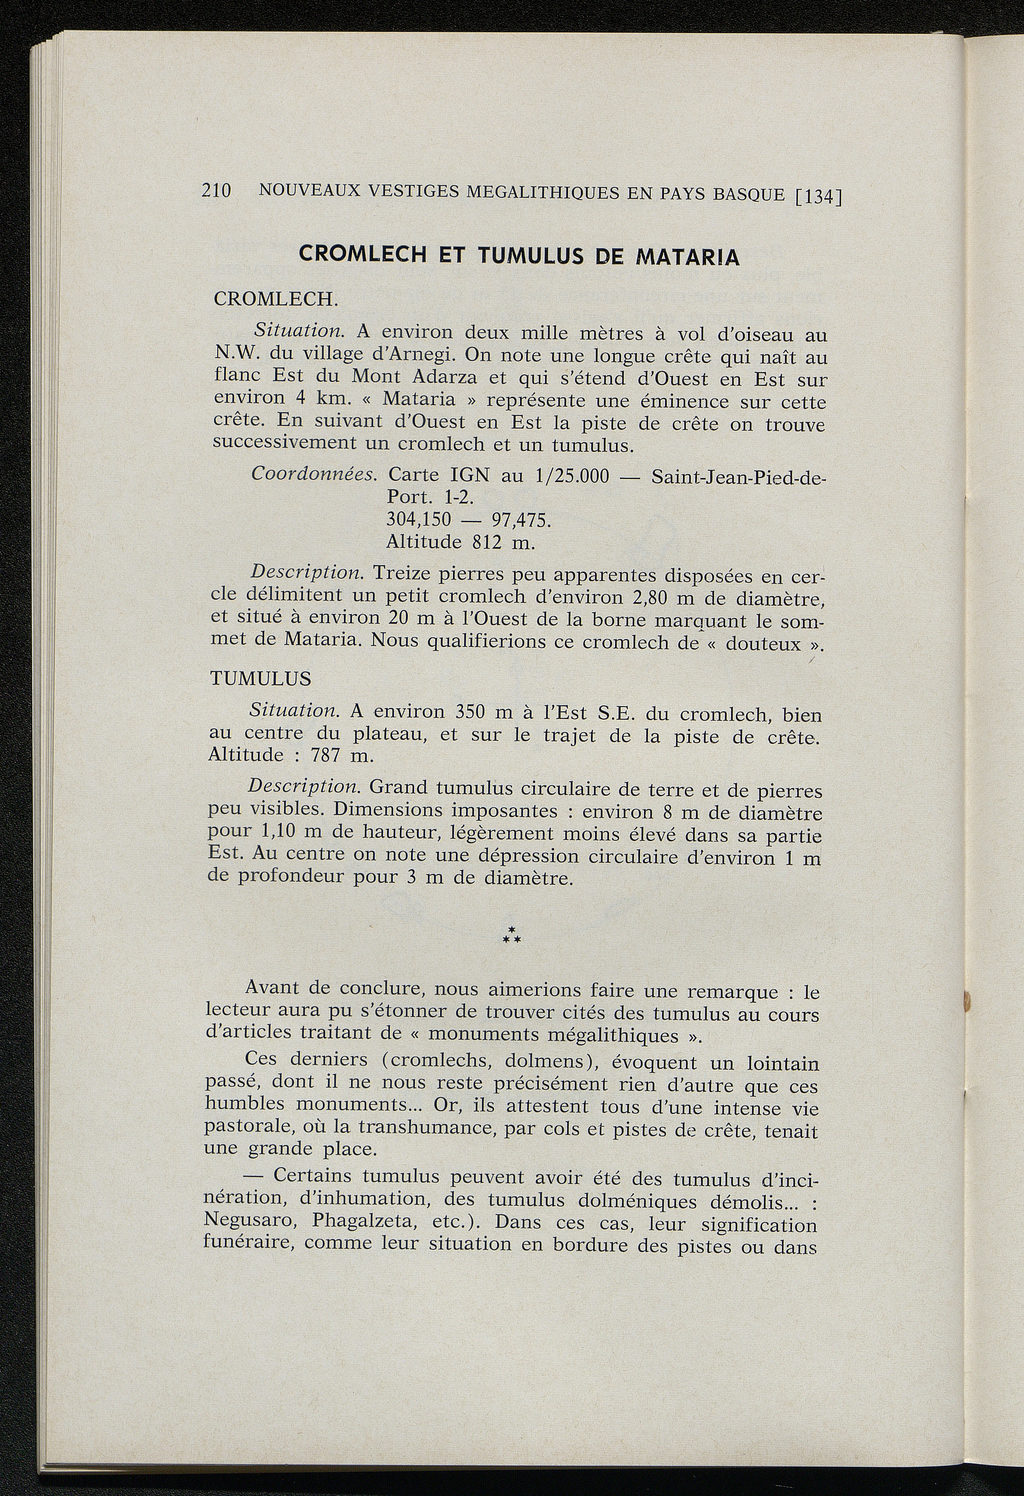 210 NOUVEAUX VESTIGES MEGALITHIQUES EN PAYS BASQUE [134]
CROMLECH ET TUMULUS DE MATARIA
CROMLECH.
Situation. A environ deux mille mètres à vol d'oiseau au
N.W. du village d'Arnegi. On note une longue crête qui naît au
flanc Est du Mont Adarza et qui s'étend d'Ouest en Est sur
environ 4 km. « Mataria » représente une éminence sur cette
crête. En suivant d'Ouest en Est la piste de crête on trouve
successivement un cromlech et un tumulus.
Coordonnées. Carte IGN au 1/25.000 — Saint-Jean-Pied-de-
Port. 1-2.
304,150 — 97,475.
Altitude 812 m.
Description. Treize pierres peu apparentes disposées en cer-
cle délimitent un petit cromlech d'environ 2,80 m de diamètre,
et situé à environ 20 m à l'Ouest de la borne marquant le som-
met de Mataria. Nous qualifierions ce cromlech de « douteux ».
TUMULUS
Situation. A environ 350 m à l'Est S.E. du cromlech, bien
au centre du plateau, et sur le trajet de la piste de crête.
Altitude : 787 m.
Description. Grand tumulus circulaire de terre et de pierres
peu visibles. Dimensions imposantes : environ 8 m de diamètre
pour 1,10 m de hauteur, légèrement moins élevé dans sa partie
Est. Au centre on note une dépression circulaire d'environ 1 m
de profondeur pour 3 m de diamètre.
*
**
Avant de conclure, nous aimerions faire une remarque : le
lecteur aura pu s'étonner de trouver cités des tumulus au cours
d'articles traitant de « monuments mégalithiques ».
Ces derniers (cromlechs, dolmens), évoquent un lointain
passé, dont il ne nous reste précisément rien d'autre que ces
humbles monuments... Or, ils attestent tous d'une intense vie
pastorale, où la transhumance, par cols et pistes de crête, tenait
une grande place.
— Certains tumulus peuvent avoir été des tumulus d'inci-
nération, d'inhumation, des tumulus dolméniques démolis... :
Negusaro, Phagalzeta, etc.). Dans ces cas, leur signification
funéraire, comme leur situation en bordure des pistes ou dans